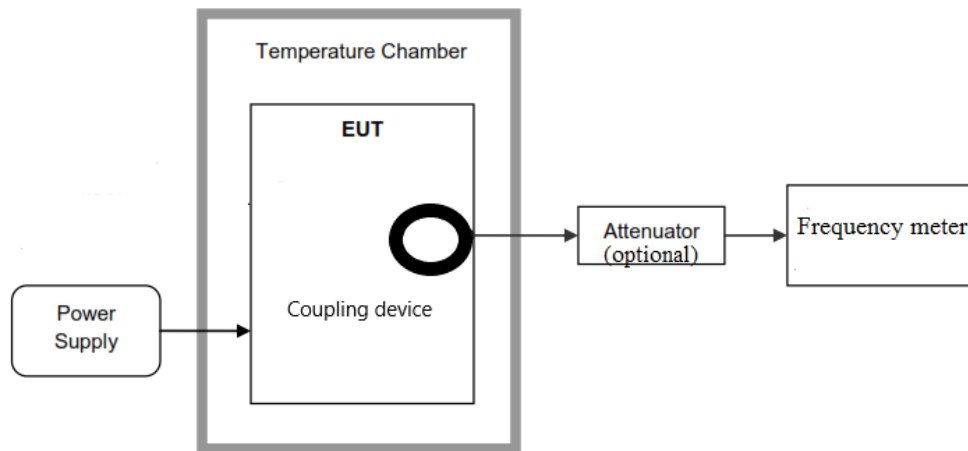 Temperature Chamber
EUT
Coupling device
Power
Supply
Attenuator
(optional)
Frequency meter